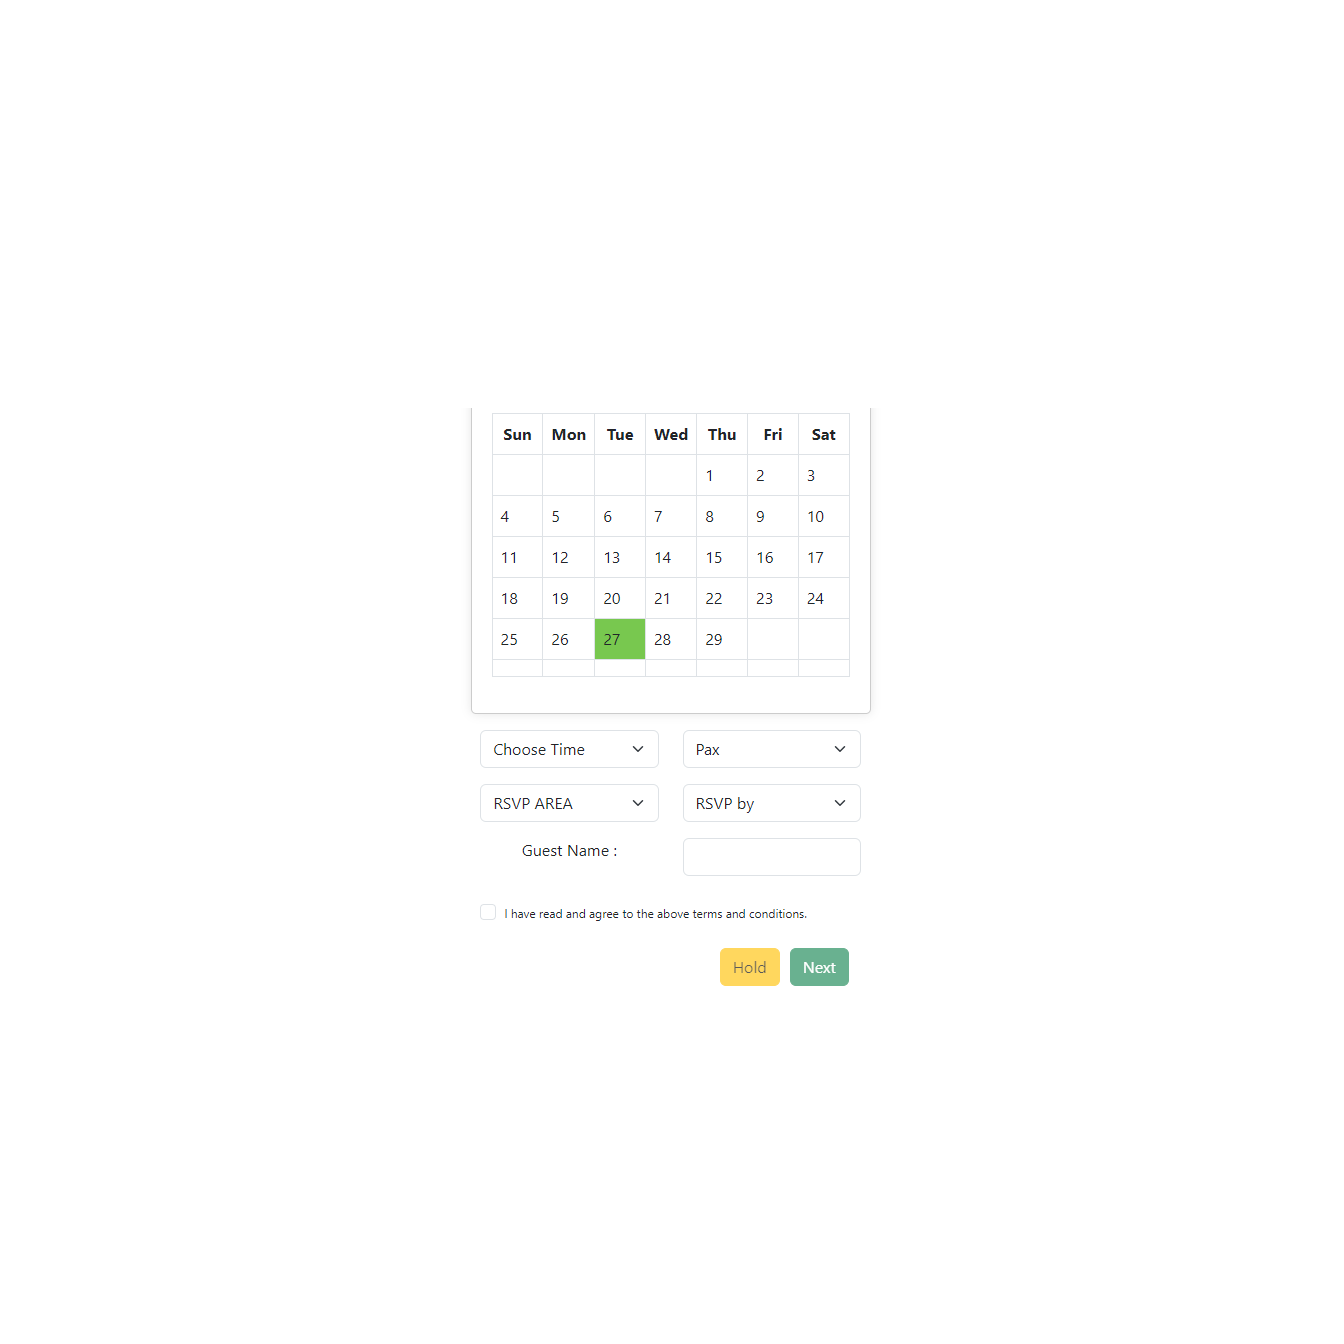 Sun Mon Tue Wed Thu Fri Sat
1 2 3
4 5 6 7 8 9 10
11 12 13 14 15 16 17
18 19 20 21 22 23 24
25 26 27 28 29
Choose Time Pax
RSVP AREA RSVP by
Guest Name :
I have read and agree to the above terms and conditions.
Hold Next